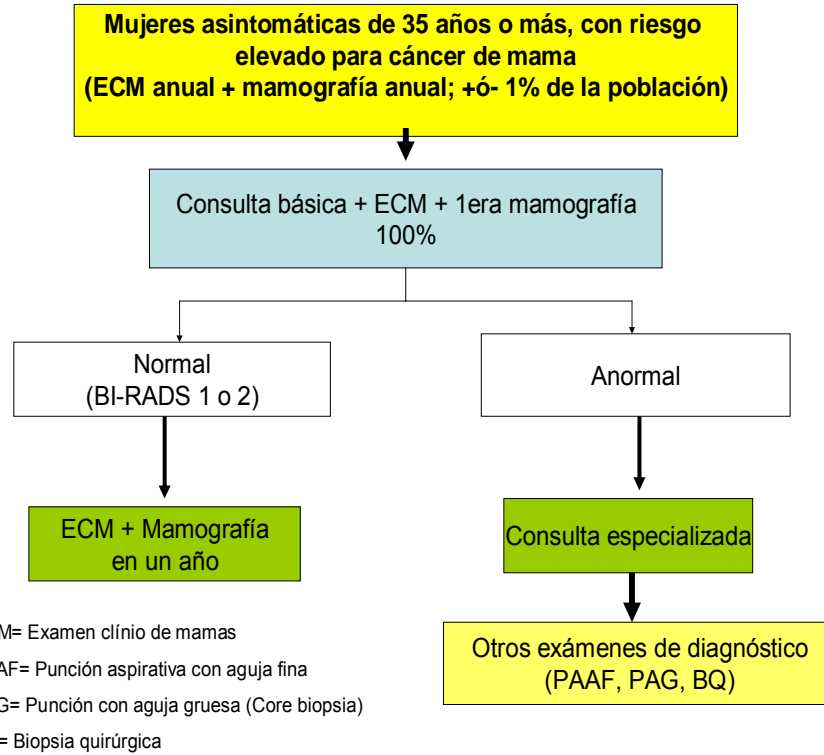 Mujeres asintomáticas de 35 años o más, con riesgo
elevado para cáncer de mama
(ECM anual + mamografía anual; +ó- 1% de la población)
Consulta básica + ECM + 1era mamografía
100%
Normal
(BI-RADS 1 o 2)
Anormal
ECM + Mamografía
en un año
Consulta especializada
Otros exámenes de diagnóstico
(PAAF, PAG, BQ)
M= Examen clínio de mamas
AF= Punción aspirativa con aguja fina
G= Punción con aguja gruesa (Core biopsia)
= Biopsia quirúrgica